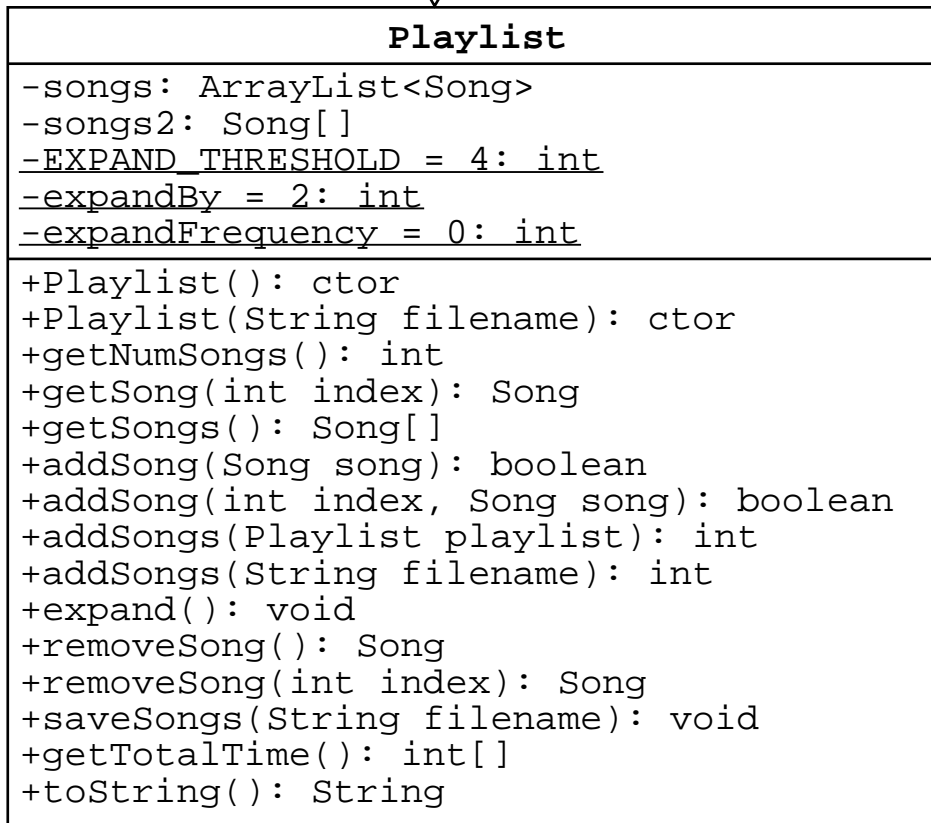 Playlist
-songs: ArrayList<Song>
-songs2: Song[]
-EXPAND_THRESHOLD = 4: int
-expandBy = 2: int
-expandFrequency = 0: int
+Playlist(): ctor
+Playlist(String filename): ctor
+getNumSongs(): int
+getSong(int index): Song
+getSongs(): Song[]
+addSong(Song song): boolean
+addSong(int index, Song song): boolean
+addSongs(Playlist playlist): int
+addSongs(String filename): int
+expand(): void
+removeSong(): Song
+removeSong(int index): Song
+saveSongs(String filename): void
+getTotalTime(): int[]
+toString(): String